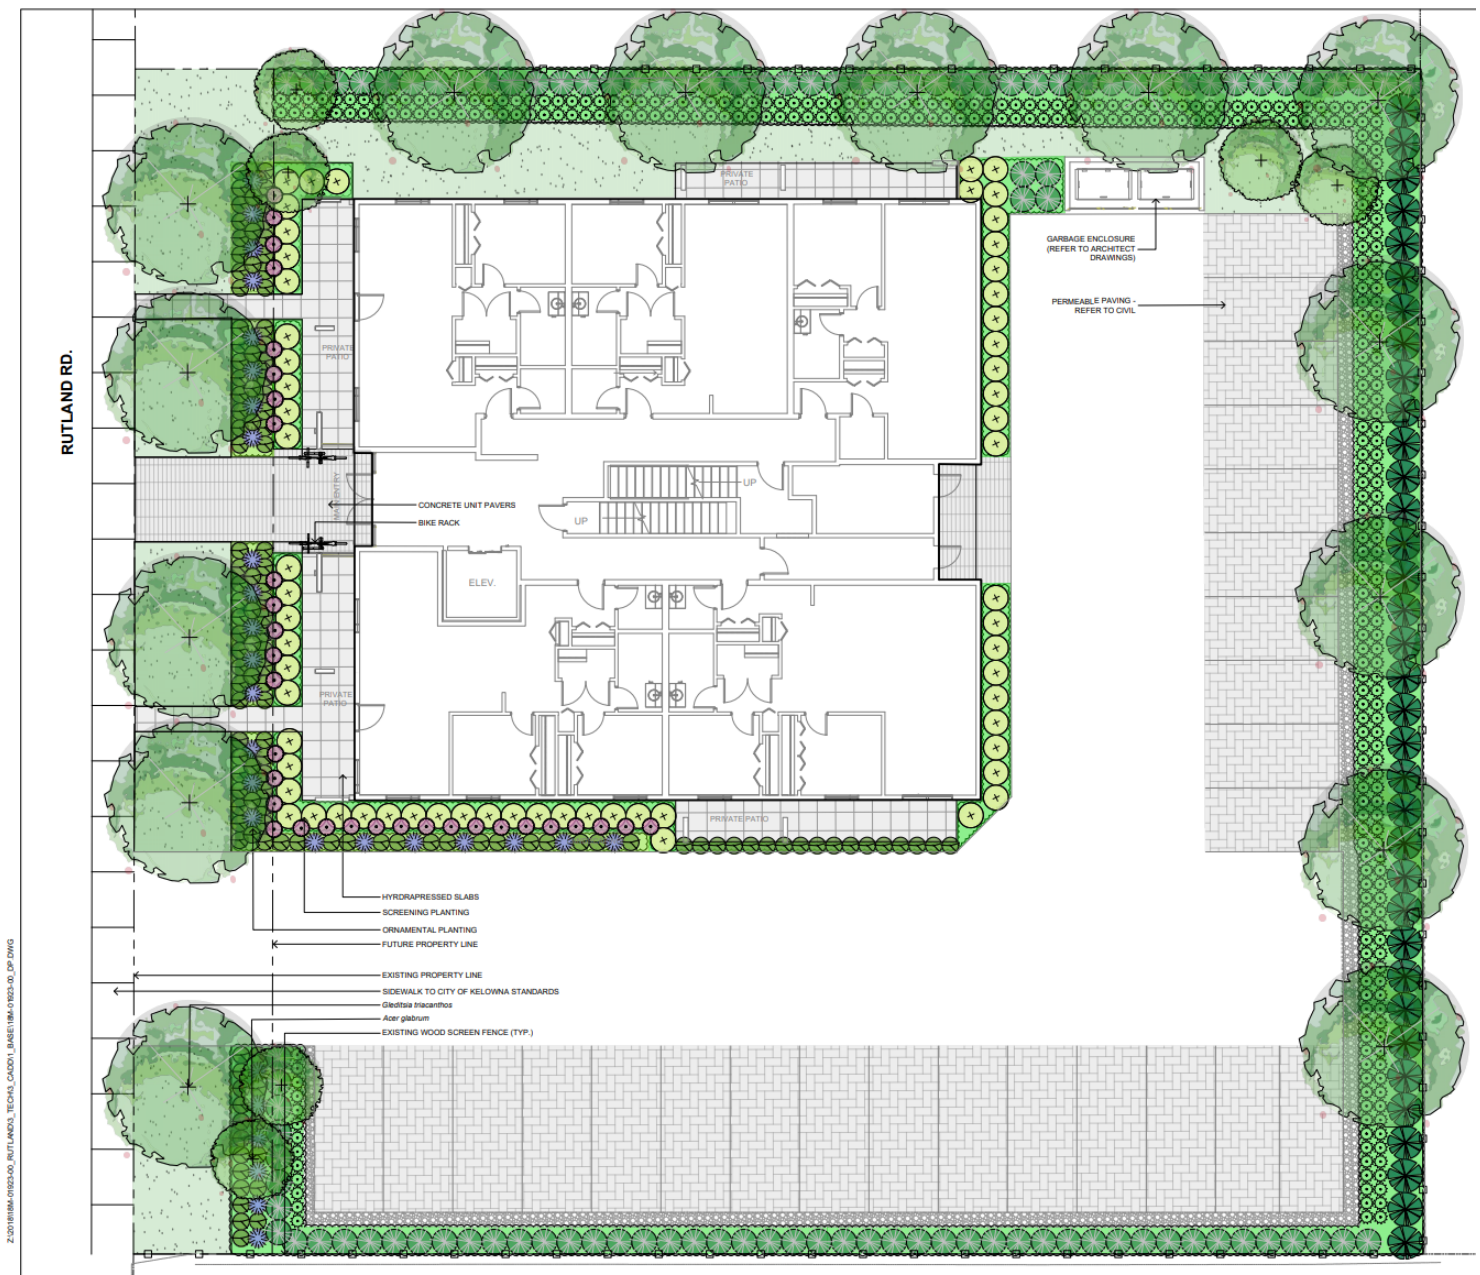 PRIVATE
PATIO
GARBAGE ENCLOSURE
(REFER TO ARCHITECT
DRAWINGS)
PERMEABLE PAVING -
REFER TO CIVIL
RUTLAND RD.
PRIVATE
PATIO
MAIN ENTRY
UP
CONCRETE UNIT PAVERS
BIKE RACK
UP
ELEV.
PRIVATE
PATIO
PRIVATE PATIO
HYRDRAPRESSED SLABS
SCREENING PLANTING
ORNAMENTAL PLANTING
FUTURE PROPERTY LINE
EXISTING PROPERTY LINE
SIDEWALK TO CITY OF KELOWNA STANDARDS
Gleditsia triacanthos
Acer glabrum
EXISTING WOOD SCREEN FENCE (TYP.)